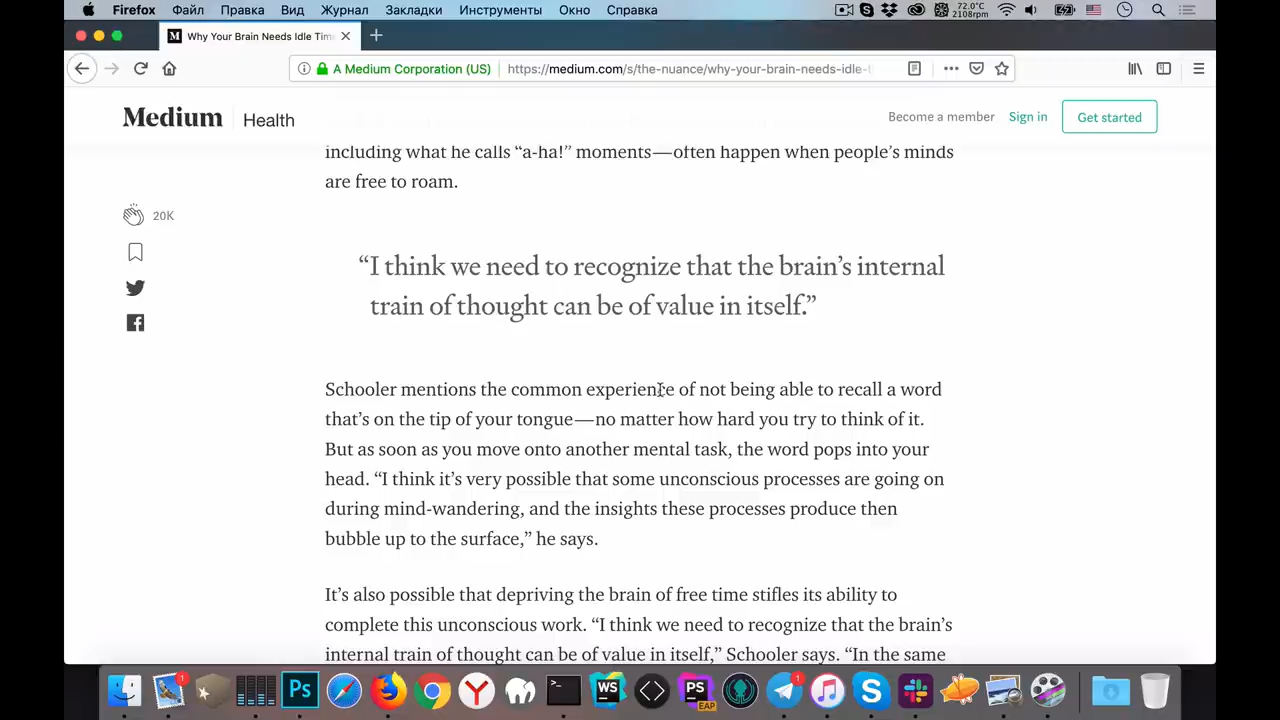 Firefox Файл Правка Вид Журнал Закладки Инструменты Окно Справка 72.0°C 2108rpm
M Why Your Brain Needs Idle Tim
A Medium Corporation (US) https://medium.com/s/the-nuance/why-your-brain-needs-idle-t
Medium Health Become a member Sign in Get started
including what he calls “a-ha!” moments—often happen when people’s minds
are free to roam.
20K
“I think we need to recognize that the brain’s internal
train of thought can be of value in itself.”
Schooler mentions the common experience of not being able to recall a word
that’s on the tip of your tongue—no matter how hard you try to think of it.
But as soon as you move onto another mental task, the word pops into your
head. “I think it’s very possible that some unconscious processes are going on
during mind-wandering, and the insights these processes produce then
bubble up to the surface,” he says.
It’s also possible that depriving the brain of free time stifles its ability to
complete this unconscious work. “I think we need to recognize that the brain’s
internal train of thought can be of value in itself,” Schooler says. “In the same
1 Ps Y >_ WS PS EAP 1 S